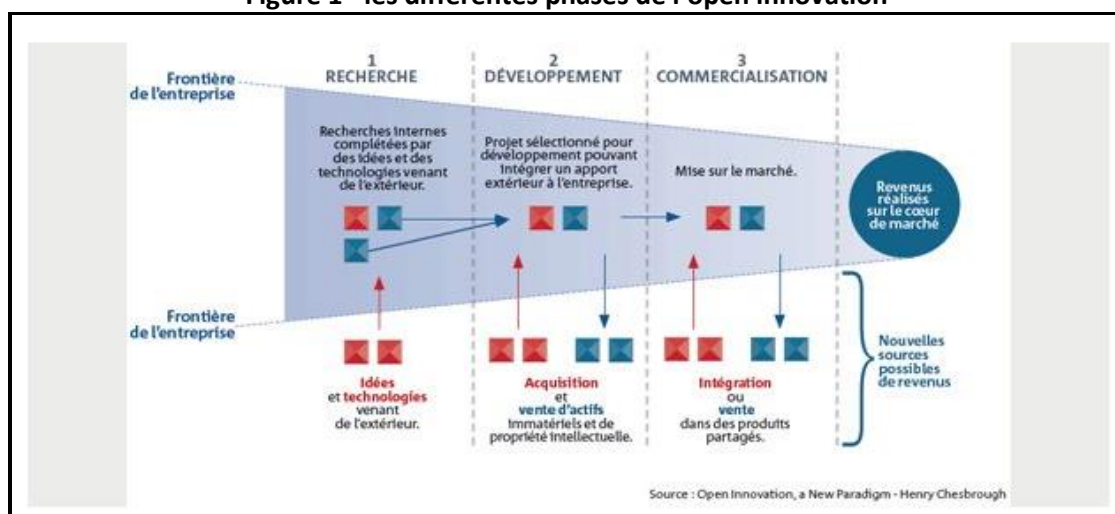 Figure 1 - les différentes phases de l'open innovation
1
RECHERCHE
2
DÉVELOPPEMENT
3
COMMERCIALISATION
Frontière
de l'entreprise
Recherches internes
complétées par
des idées et des
technologies venant
de l'extérieur.
Projet sélectionné pour
développement pouvant
intégrer un apport
extérieur à l'entreprise.
Mise sur le marché.
Revenus
réalisés
sur le cœur
de marché
Frontière
de l'entreprise
Idées
et technologies
venant
de l'extérieur.
Acquisition
et
vente d'actifs
immatériels et de
propriété intellectuelle.
Intégration
ou
vente
dans des produits
partagés.
Nouvelles
sources
possibles
de revenus
Source : Open Innovation, a New Paradigm - Henry Chesbrough